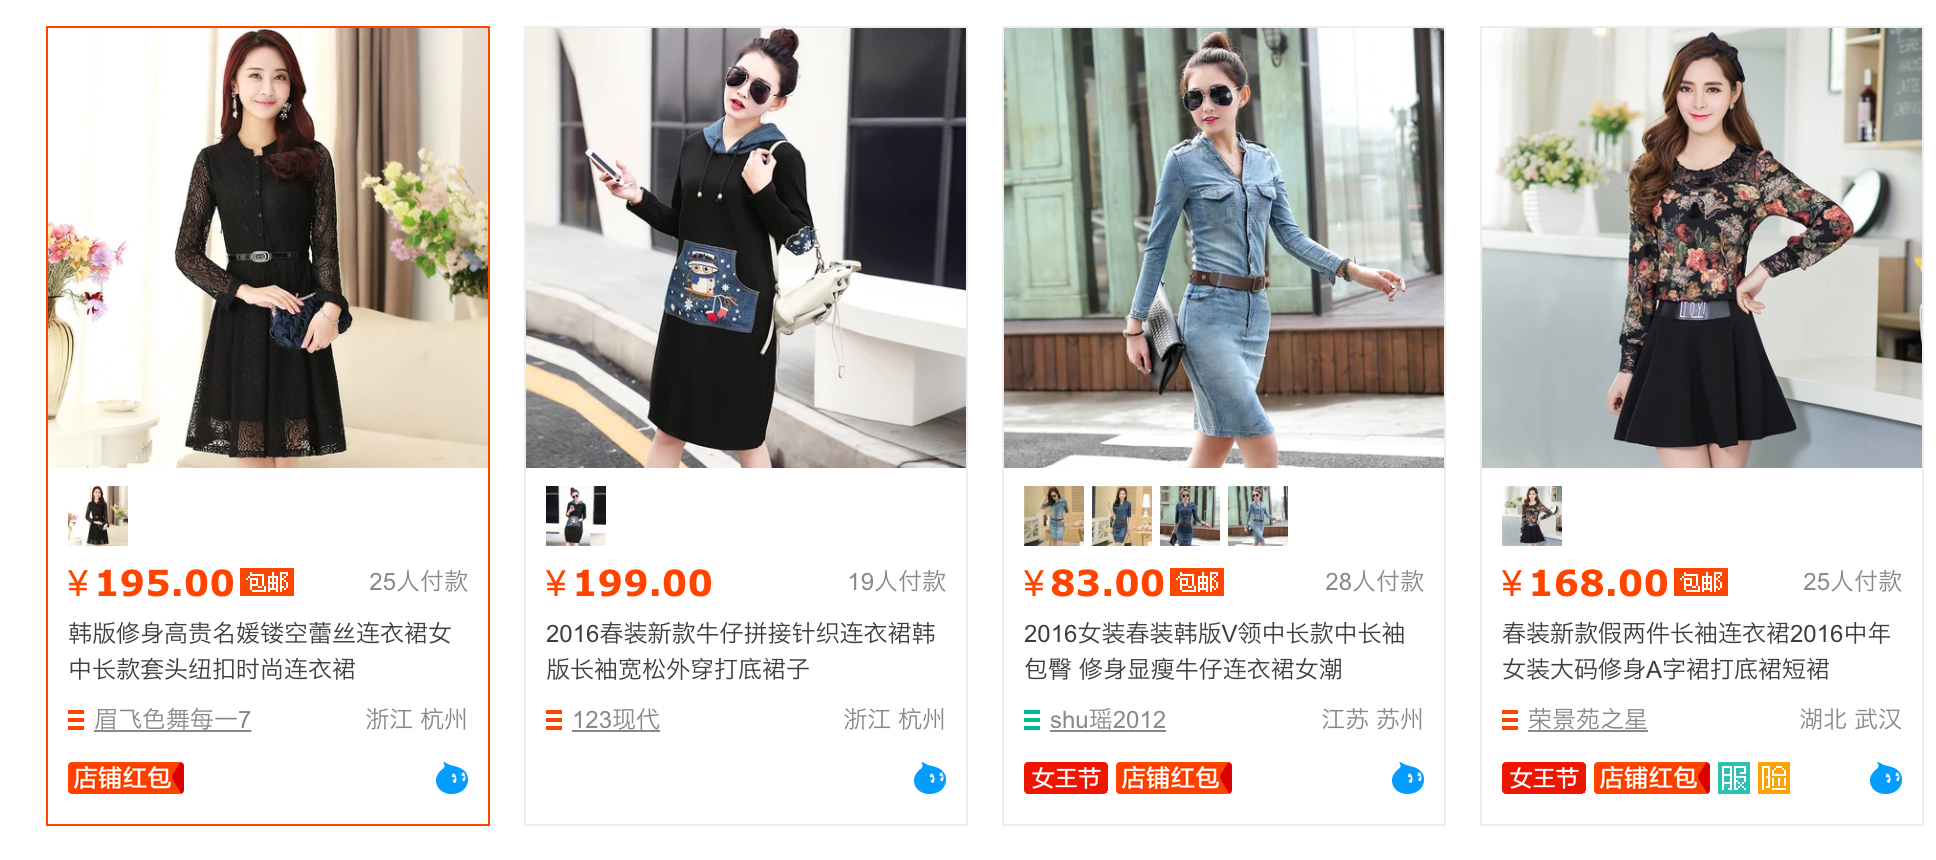 ¥195.00 包邮 25人付款
韩版修身高贵名媛镂空蕾丝连衣裙女
中长款套头纽扣时尚连衣裙
眉飞色舞每一7 浙江 杭州
店铺红包
¥199.00 19人付款
2016春装新款牛仔拼接针织连衣裙韩
版长袖宽松外穿打底裙子
123现代 浙江 杭州
¥83.00 包邮 28人付款
2016女装春装韩版V领中长款中长袖
包臀 修身显瘦牛仔连衣裙女潮
shu瑶2012 江苏 苏州
女王节 店铺红包
¥168.00 包邮 25人付款
春装新款假两件长袖连衣裙2016中年
女装大码修身A字裙打底裙短裙
荣景苑之星 湖北 武汉
女王节 店铺红包 服 险